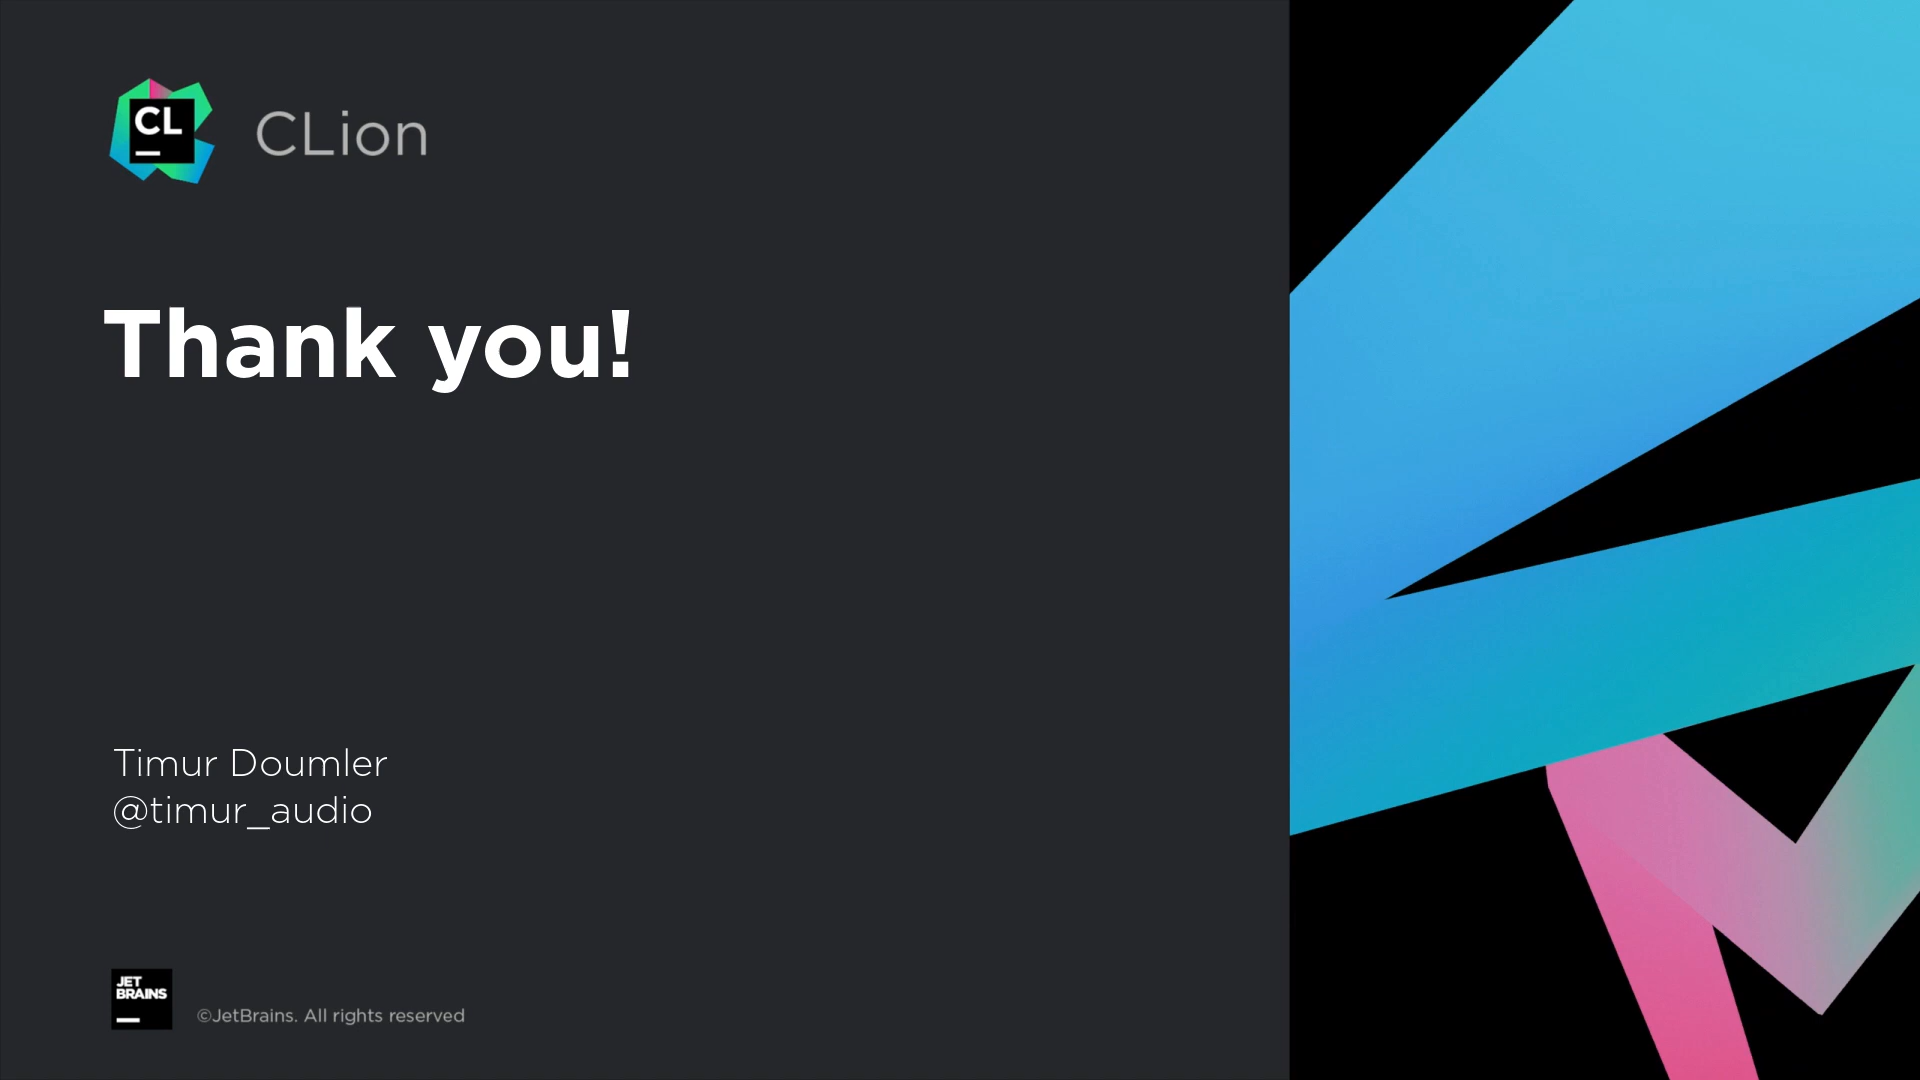 CL
CLion
Thank you!
Timur Doumler
@timur_audio
JET
BRAINS
©JetBrains. All rights reserved